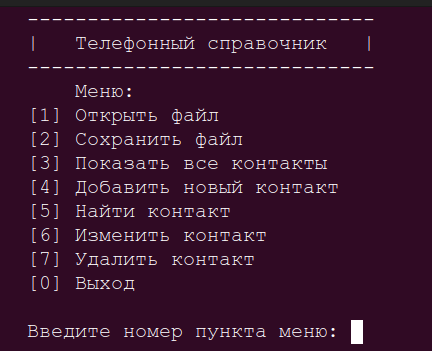 -----------------------------
|   Телефонный справочник   |
-----------------------------
Меню:
[1] Открыть файл
[2] Сохранить файл
[3] Показать все контакты
[4] Добавить новый контакт
[5] Найти контакт
[6] Изменить контакт
[7] Удалить контакт
[0] Выход
Введите номер пункта меню: